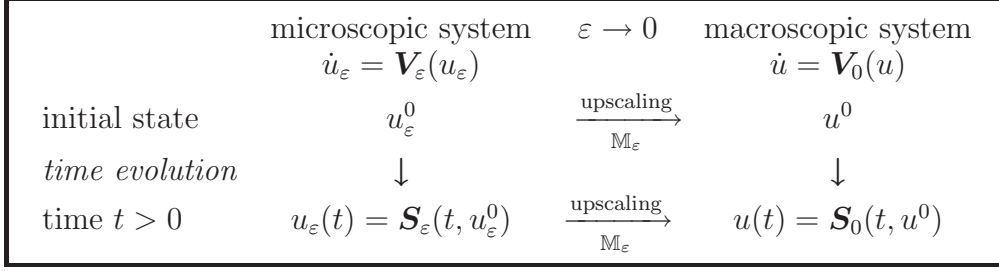 microscopic system ε → 0 macroscopic system
u̇_ε = V_ε(u_ε) u̇ = V_0(u)
initial state u_ε^0 upscaling → 𝕄_ε u^0
time evolution ↓ ↓
time t > 0 u_ε(t) = S_ε(t, u_ε^0) upscaling → 𝕄_ε u(t) = S_0(t, u^0)